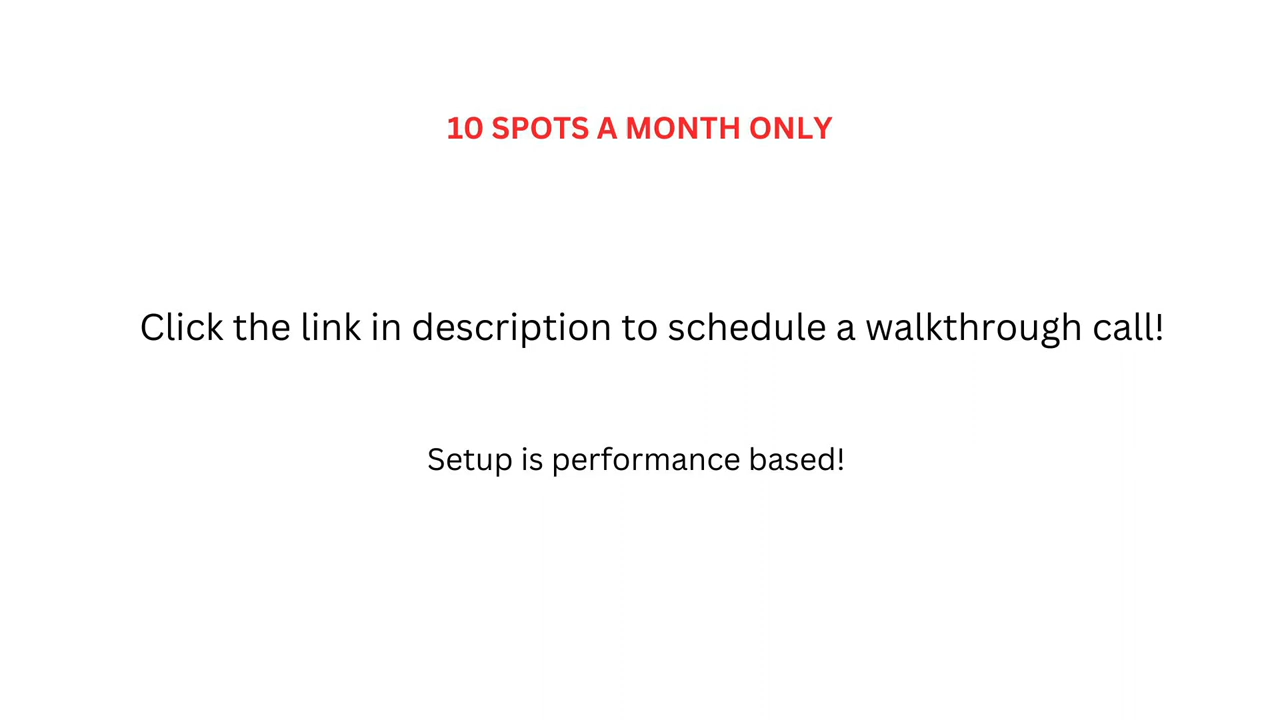 10 SPOTS A MONTH ONLY
Click the link in description to schedule a walkthrough call!
Setup is performance based!